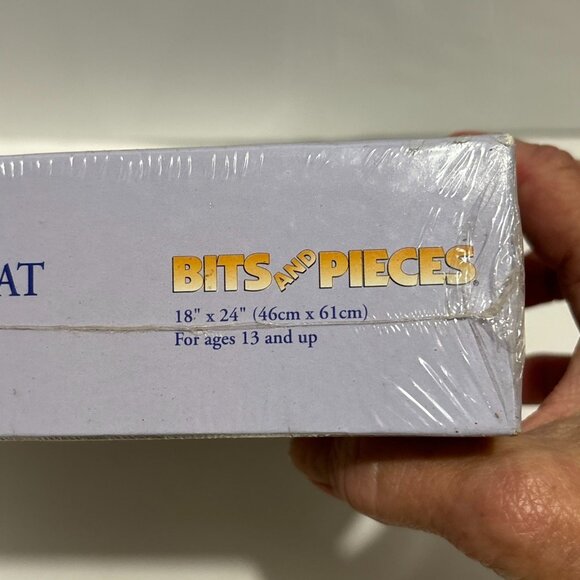 AT
BITS AND PIECES
18" x 24" (46cm x 61cm)
For ages 13 and up